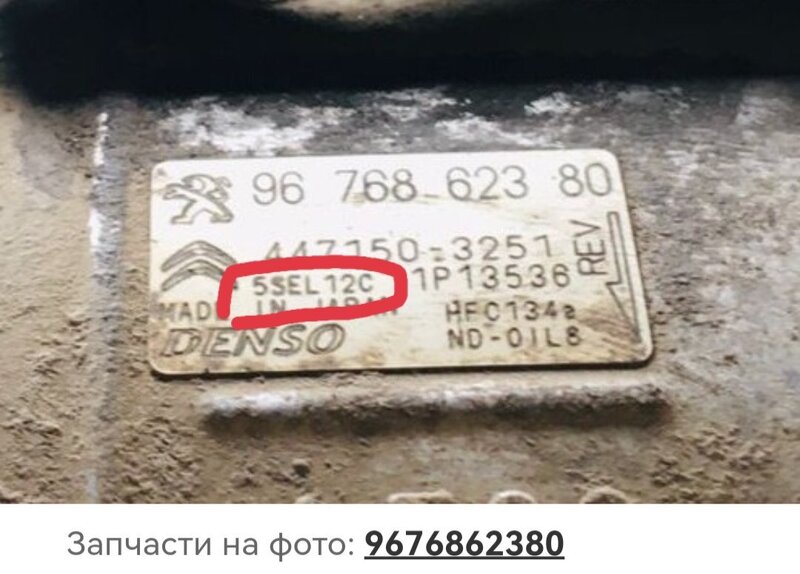 96 768 623 80
447150-3251
5SEL12C 1P13536
REV
MADE IN JAPAN HFC134a
DENSO ND-OIL8
Запчасти на фото: 9676862380